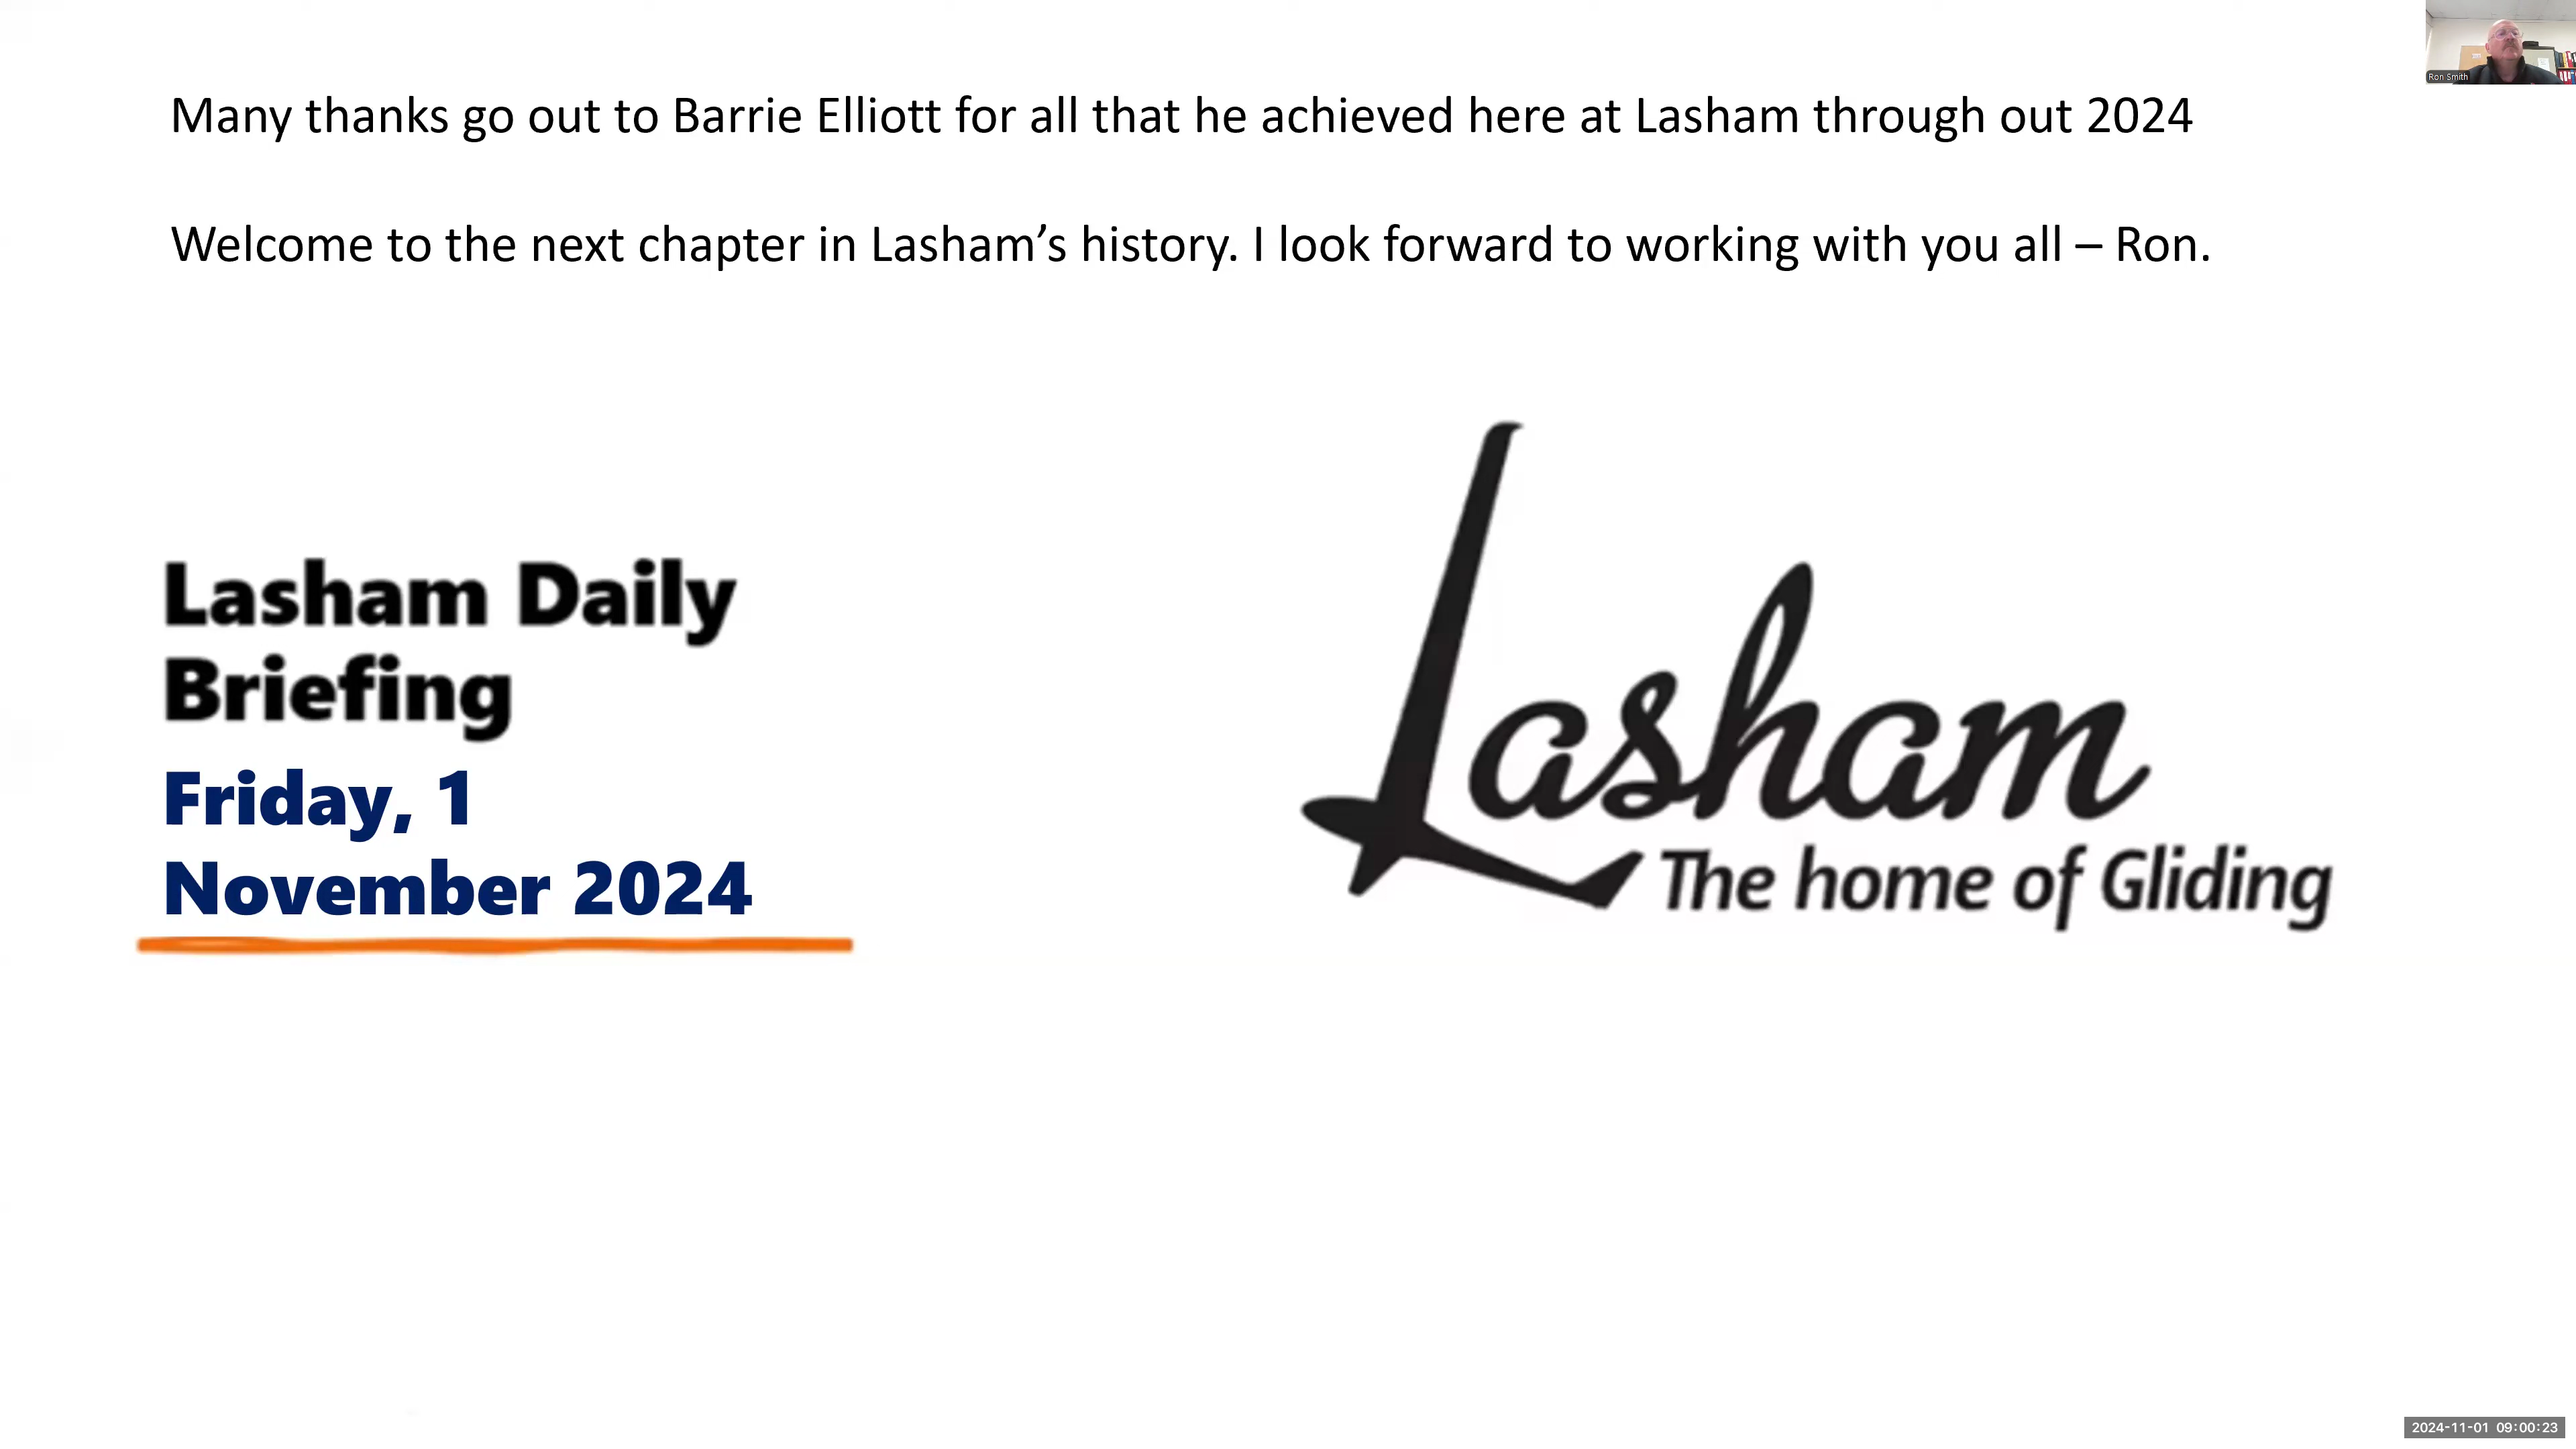 Ron Smith
Many thanks go out to Barrie Elliott for all that he achieved here at Lasham through out 2024
Welcome to the next chapter in Lasham’s history. I look forward to working with you all – Ron.
Lasham Daily
Briefing
Friday, 1
November 2024
Lasham
The home of Gliding
2024-11-01 09:00:23